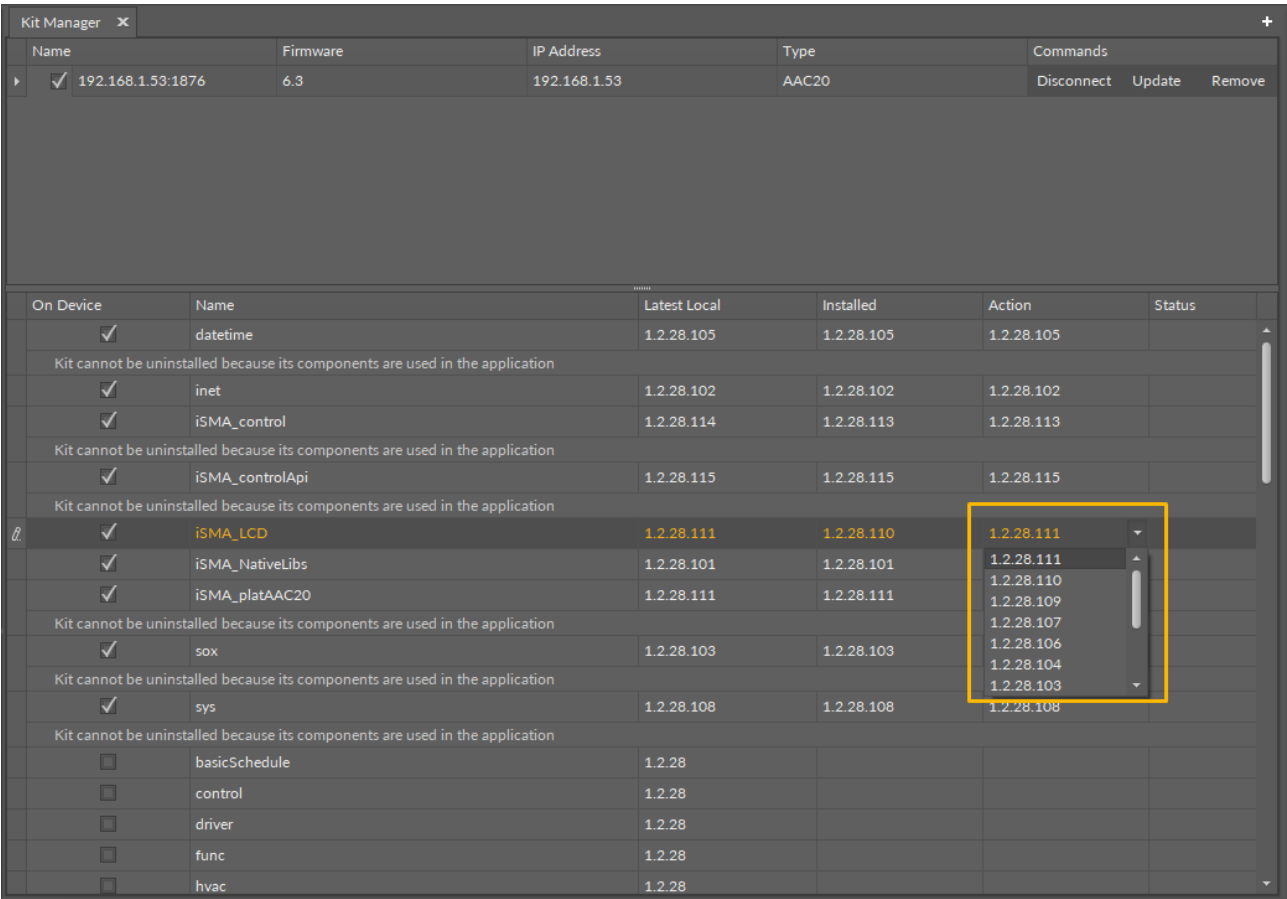 Kit Manager
Name Firmware IP Address Type Commands
192.168.1.53:1876 6.3 192.168.1.53 AAC20 Disconnect Update Remove
On Device Name Latest Local Installed Action Status
datetime 1.2.28.105 1.2.28.105 1.2.28.105
Kit cannot be uninstalled because its components are used in the application
inet 1.2.28.102 1.2.28.102 1.2.28.102
iSMA_control 1.2.28.114 1.2.28.113 1.2.28.113
Kit cannot be uninstalled because its components are used in the application
iSMA_controlApi 1.2.28.115 1.2.28.115 1.2.28.115
Kit cannot be uninstalled because its components are used in the application
iSMA_LCD 1.2.28.111 1.2.28.110 1.2.28.111
1.2.28.111
1.2.28.110
1.2.28.109
1.2.28.107
1.2.28.106
1.2.28.104
1.2.28.103
iSMA_NativeLibs 1.2.28.101 1.2.28.101
iSMA_platAAC20 1.2.28.111 1.2.28.111
Kit cannot be uninstalled because its components are used in the application
sox 1.2.28.103 1.2.28.103
Kit cannot be uninstalled because its components are used in the application
sys 1.2.28.108 1.2.28.108 1.2.28.108
Kit cannot be uninstalled because its components are used in the application
basicSchedule 1.2.28
control 1.2.28
driver 1.2.28
func 1.2.28
hvac 1.2.28